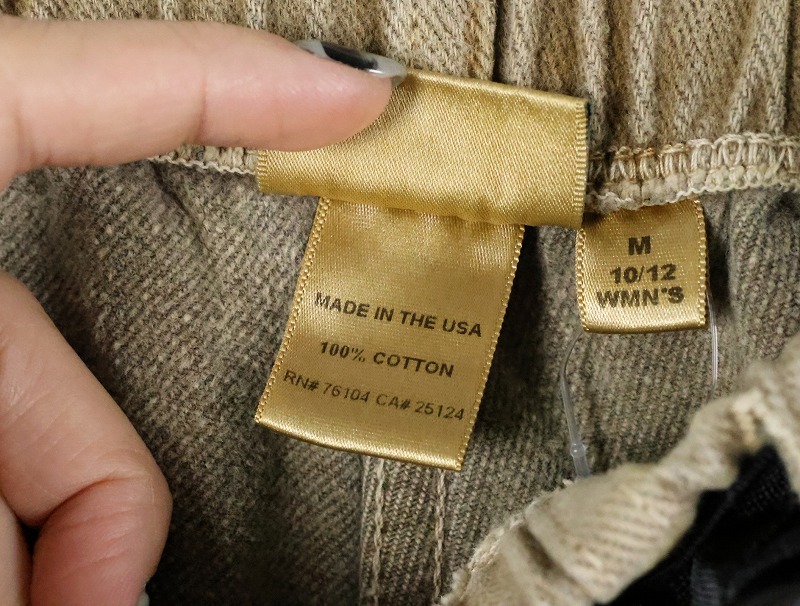 MADE IN THE USA
100% COTTON
RN# 76104 CA# 25124
M
10/12
WMN'S